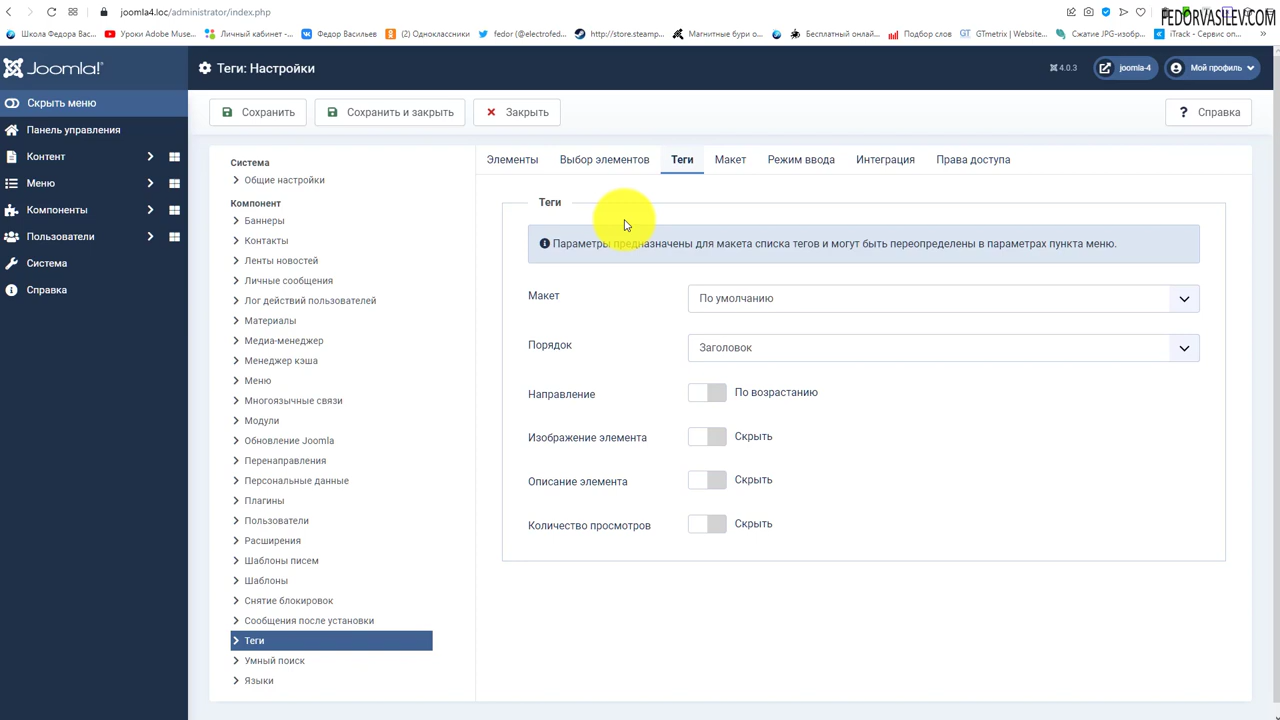 joomla4.loc/administrator/index.php
FEDORVASILEV.COM
Школа Федора Вас...
Уроки Adobe Muse...
Личный кабинет -...
Федор Васильев
(2) Одноклассники
fedor (@electrofed...
http://store.steamp...
Магнитные бури о...
Бесплатный онлай...
Подбор слов
GTmetrix | Website...
Сжатие JPG-изобр...
iTrack - Сервис оп...
Joomla!
Теги: Настройки
4.0.3
joomla-4
Мой профиль
Скрыть меню
Панель управления
Контент
Меню
Компоненты
Пользователи
Система
Справка
Сохранить
Сохранить и закрыть
Закрыть
? Справка
Система
Общие настройки
Компонент
Баннеры
Контакты
Ленты новостей
Личные сообщения
Лог действий пользователей
Материалы
Медиа-менеджер
Менеджер кэша
Меню
Многоязычные связи
Модули
Обновление Joomla
Перенаправления
Персональные данные
Плагины
Пользователи
Расширения
Шаблоны писем
Шаблоны
Снятие блокировок
Сообщения после установки
Теги
Умный поиск
Языки
Элементы
Выбор элементов
Теги
Макет
Режим ввода
Интеграция
Права доступа
Теги
Параметры предназначены для макета списка тегов и могут быть переопределены в параметрах пункта меню.
Макет
По умолчанию
Порядок
Заголовок
Направление
По возрастанию
Изображение элемента
Скрыть
Описание элемента
Скрыть
Количество просмотров
Скрыть